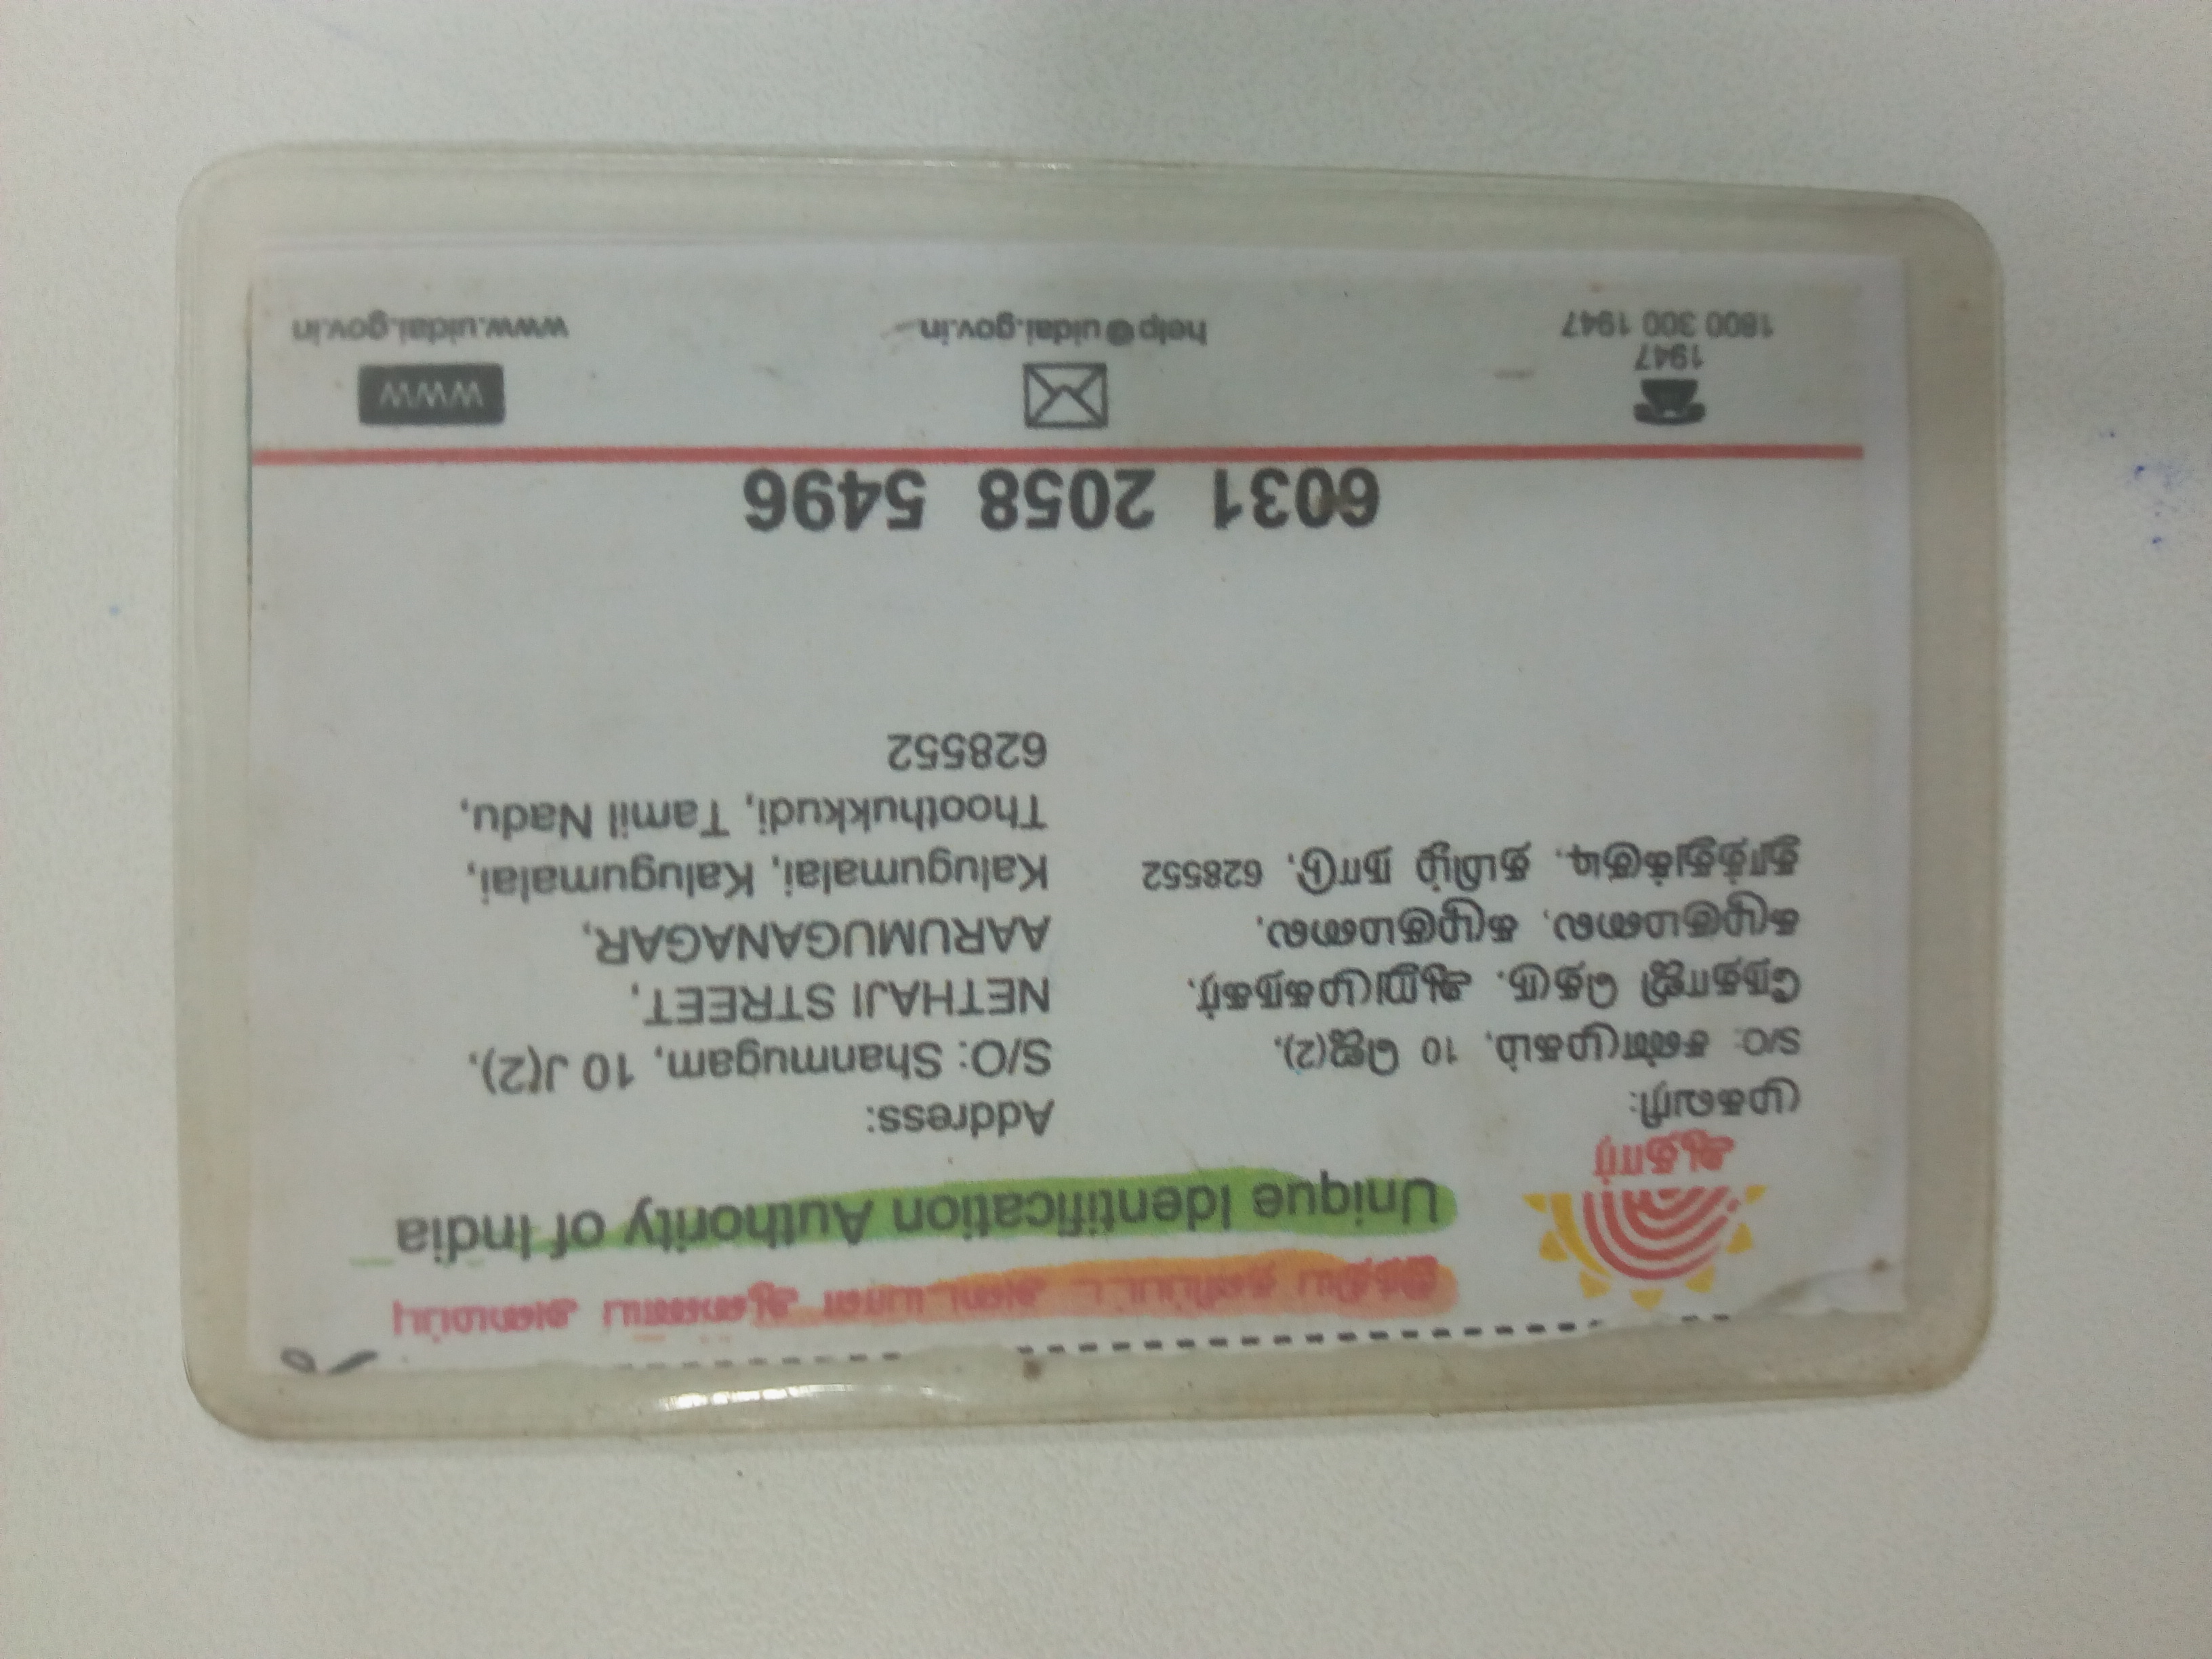 இந்திய தனிப்பட்ட அடையாள ஆணைய அமைப்பு
Unique Identification Authority of India
ஆதார்
முகவரி:
S/O: சண்முகம், 10 ஜெ(2),
நேதாஜி தெரு, ஆறுமுகநகர்,
கழுகுமலை, கழுகுமலை,
தூத்துக்குடி, தமிழ் நாடு, 628552
Address:
S/O: Shanmugam, 10 J(2),
NETHAJI STREET,
AARUMUGANAGAR,
Kalugumalai, Kalugumalai,
Thoothukkudi, Tamil Nadu,
628552
6031 2058 5496
1947
1800 300 1947
help@uidai.gov.in
WWW
www.uidai.gov.in